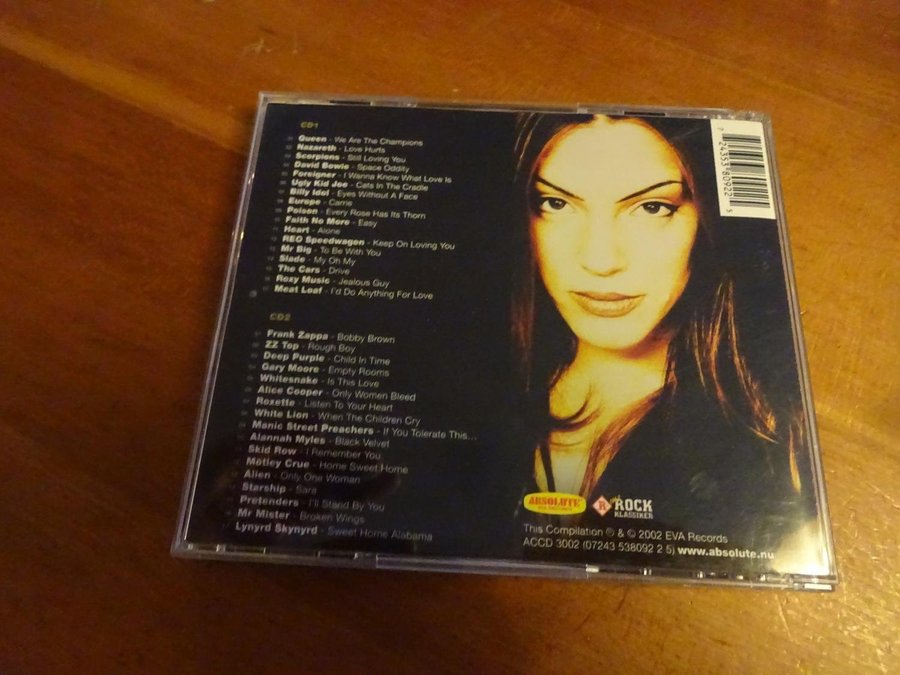 CD1
Queen - We Are The Champions
Nazareth - Love Hurts
Scorpions - Still Loving You
David Bowie - Space Oddity
Foreigner - I Wanna Know What Love Is
Ugly Kid Joe - Cats In The Cradle
Billy Idol - Eyes Without A Face
Europe - Carrie
Poison - Every Rose Has Its Thorn
Faith No More - Easy
Heart - Alone
REO Speedwagon - Keep On Loving You
Mr Big - To Be With You
Slade - My Oh My
The Cars - Drive
Roxy Music - Jealous Guy
Meat Loaf - I'd Do Anything For Love
CD2
Frank Zappa - Bobby Brown
ZZ Top - Rough Boy
Deep Purple - Child In Time
Gary Moore - Empty Rooms
Whitesnake - Is This Love
Alice Cooper - Only Women Bleed
Roxette - Listen To Your Heart
White Lion - When The Children Cry
Manic Street Preachers - If You Tolerate This...
Alannah Myles - Black Velvet
Skid Row - I Remember You
Mötley Crue - Home Sweet Home
Alien - Only One Woman
Starship - Sara
Pretenders - I'll Stand By You
Mr Mister - Broken Wings
Lynyrd Skynyrd - Sweet Home Alabama
7 24353 80922 5
ABSOLUTE
R ROCK
KLASSIKER
This Compilation ℗ & © 2002 EVA Records
ACCD 3002 (07243 538092 2 5) www.absolute.nu